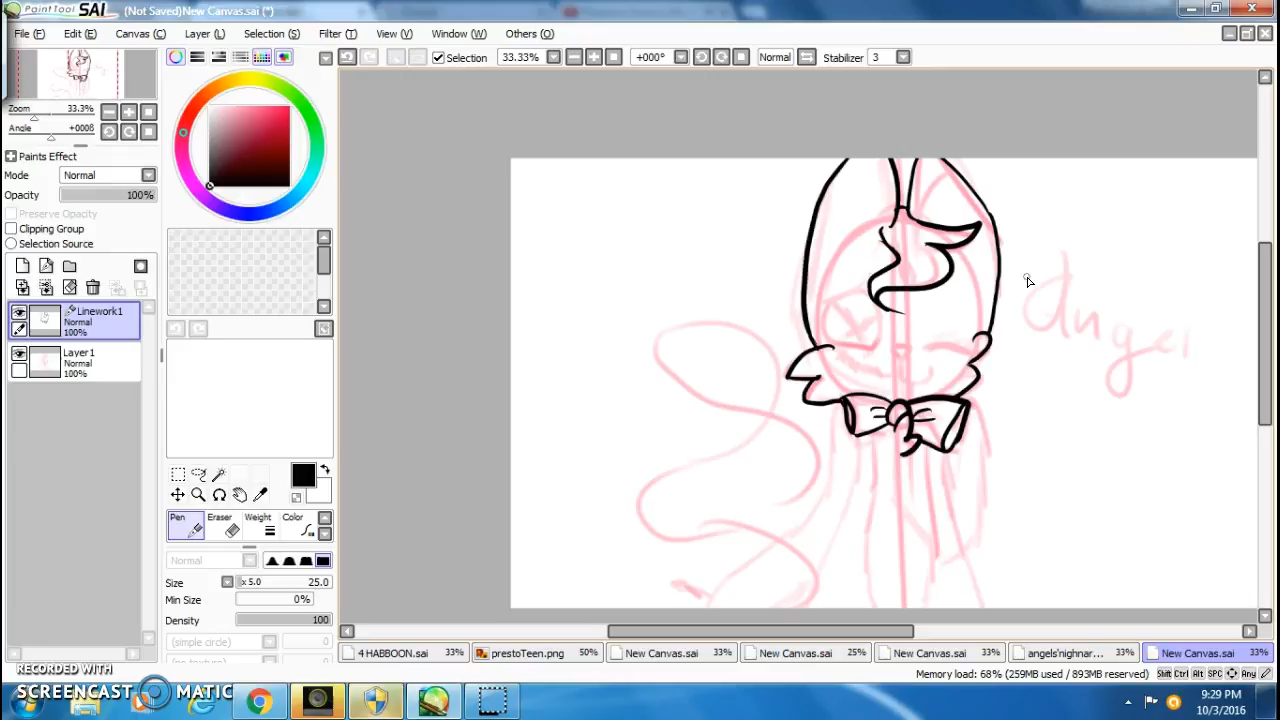 PaintTool SAI (Not Saved)New Canvas.sai (*)
File (F) Edit (E) Canvas (C) Layer (L) Selection (S) Filter (T) View (V) Window (W) Others (O)
Selection 33.33% +000° Normal Stabilizer 3
Zoom 33.3%
Angle +000θ
Paints Effect
Mode Normal
Opacity 100%
Preserve Opacity
Clipping Group
Selection Source
Linework1
Normal
100%
Layer1
Normal
100%
Pen Eraser Weight Color
Normal
Size x 5.0 25.0
Min Size 0%
Density 100
(simple circle) 0
Angel
4 HABBOON.sai 33% prestoTeen.png 50% New Canvas.sai 33% New Canvas.sai 25% New Canvas.sai 33% angels'nighnar... 33% New Canvas.sai 33%
Memory load: 68% (259MB used / 893MB reserved) Shift Ctrl Alt SPC
RECORDED WITH
SCREENCAST MATIC
9:29 PM
10/3/2016